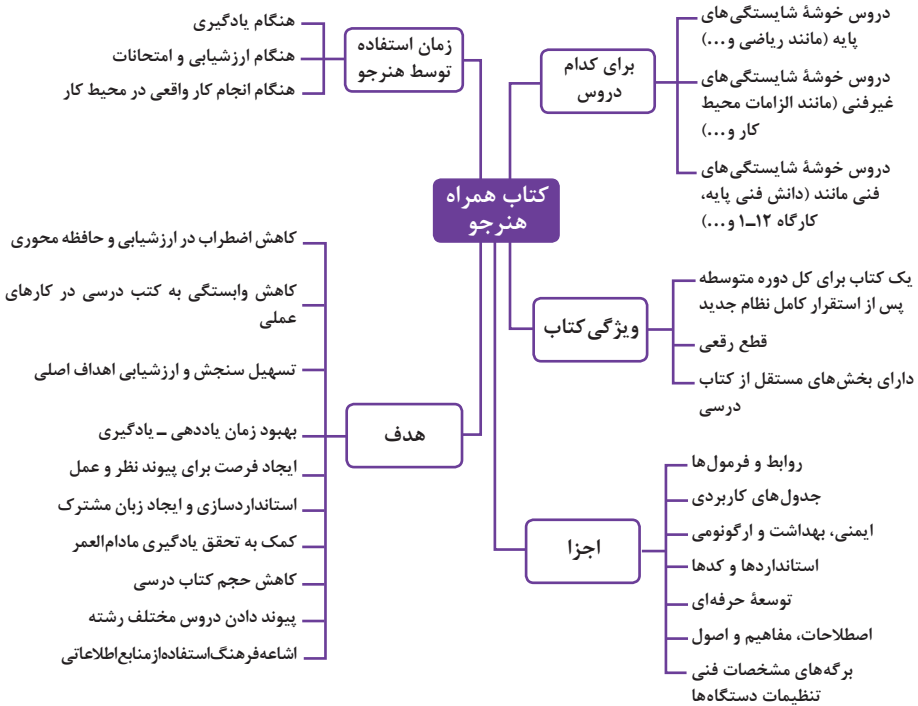 کتاب همراه
هنرجو
برای کدام
دروس
دروس خوشهٔ شایستگی‌های
پایه (مانند ریاضی و...)
دروس خوشهٔ شایستگی‌های
غیرفنی (مانند الزامات محیط
کار و...)
دروس خوشهٔ شایستگی‌های
فنی مانند (دانش فنی پایه،
کارگاه ۱۲ــ۱ و...)
ویژگی کتاب
یک کتاب برای کل دوره متوسطه
پس از استقرار کامل نظام جدید
قطع رقعی
دارای بخش‌های مستقل از کتاب
درسی
اجزا
روابط و فرمول‌ها
جدول‌های کاربردی
ایمنی، بهداشت و ارگونومی
استانداردها و کدها
توسعهٔ حرفه‌ای
اصطلاحات، مفاهیم و اصول
برگه‌های مشخصات فنی
تنظیمات دستگاه‌ها
زمان استفاده
توسط هنرجو
هنگام یادگیری
هنگام ارزشیابی و امتحانات
هنگام انجام کار واقعی در محیط کار
هدف
کاهش اضطراب در ارزشیابی و حافظه محوری
کاهش وابستگی به کتب درسی در کارهای
عملی
تسهیل سنجش و ارزشیابی اهداف اصلی
بهبود زمان یاددهی ــ یادگیری
ایجاد فرصت برای پیوند نظر و عمل
استانداردسازی و ایجاد زبان مشترک
کمک به تحقق یادگیری مادام‌العمر
کاهش حجم کتاب درسی
پیوند دادن دروس مختلف رشته
اشاعه فرهنگ استفاده از منابع اطلاعاتی